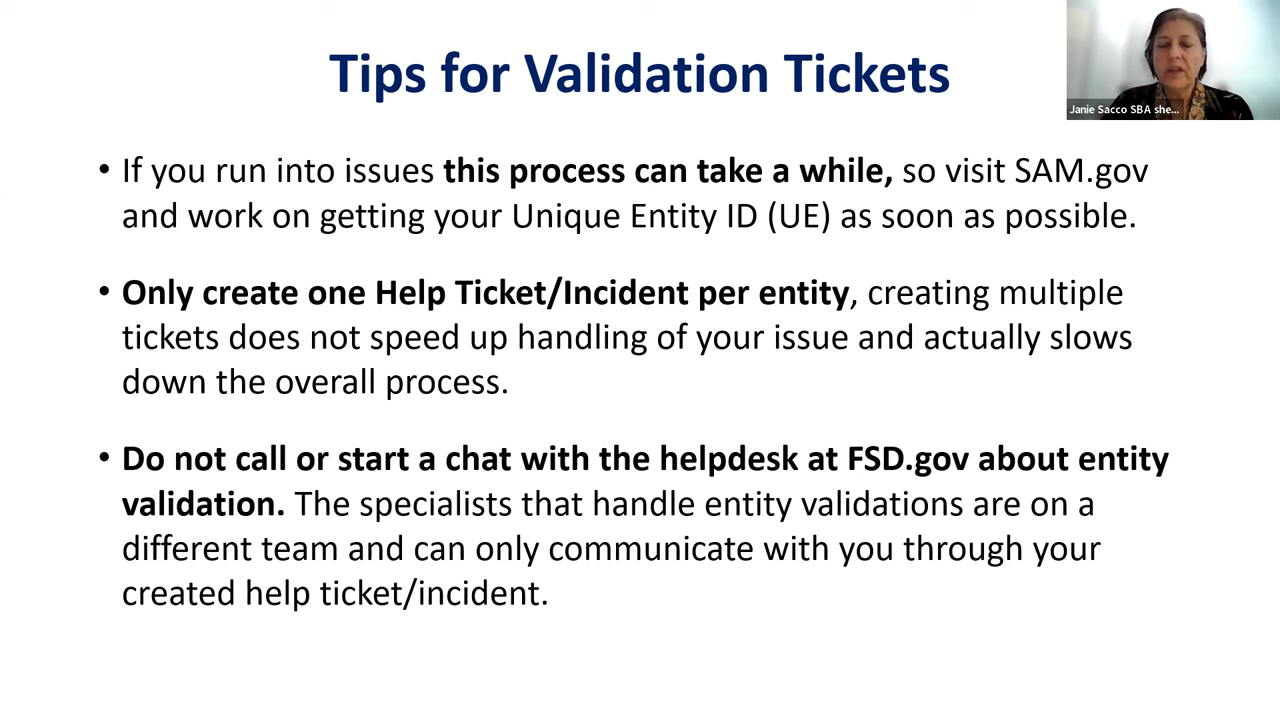 Tips for Validation Tickets
Janie Sacco SBA she...
• If you run into issues this process can take a while, so visit SAM.gov
and work on getting your Unique Entity ID (UE) as soon as possible.
• Only create one Help Ticket/Incident per entity, creating multiple
tickets does not speed up handling of your issue and actually slows
down the overall process.
• Do not call or start a chat with the helpdesk at FSD.gov about entity
validation. The specialists that handle entity validations are on a
different team and can only communicate with you through your
created help ticket/incident.